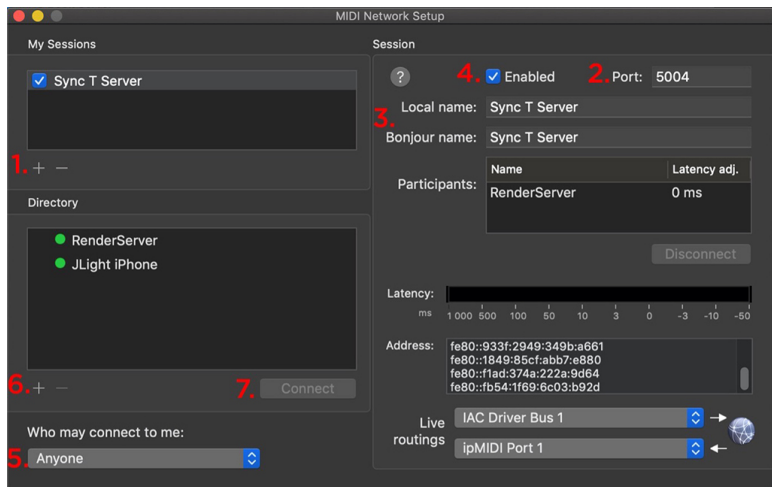 MIDI Network Setup
My Sessions
Sync T Server
1. + −
Directory
RenderServer
JLight iPhone
6. + − 7. Connect
Who may connect to me:
5. Anyone
Session
? 4. Enabled 2. Port: 5004
3. Local name: Sync T Server
Bonjour name: Sync T Server
Participants: Name Latency adj.
RenderServer 0 ms
Disconnect
Latency:
ms 1 000 500 100 50 10 3 0 -3 -10 -50
Address: fe80::933f:2949:349b:a661
fe80::1849:85cf:abb7:e880
fe80::f1ad:374a:222a:9d64
fe80::fb54:1f69:6c03:b92d
Live routings IAC Driver Bus 1
ipMIDI Port 1